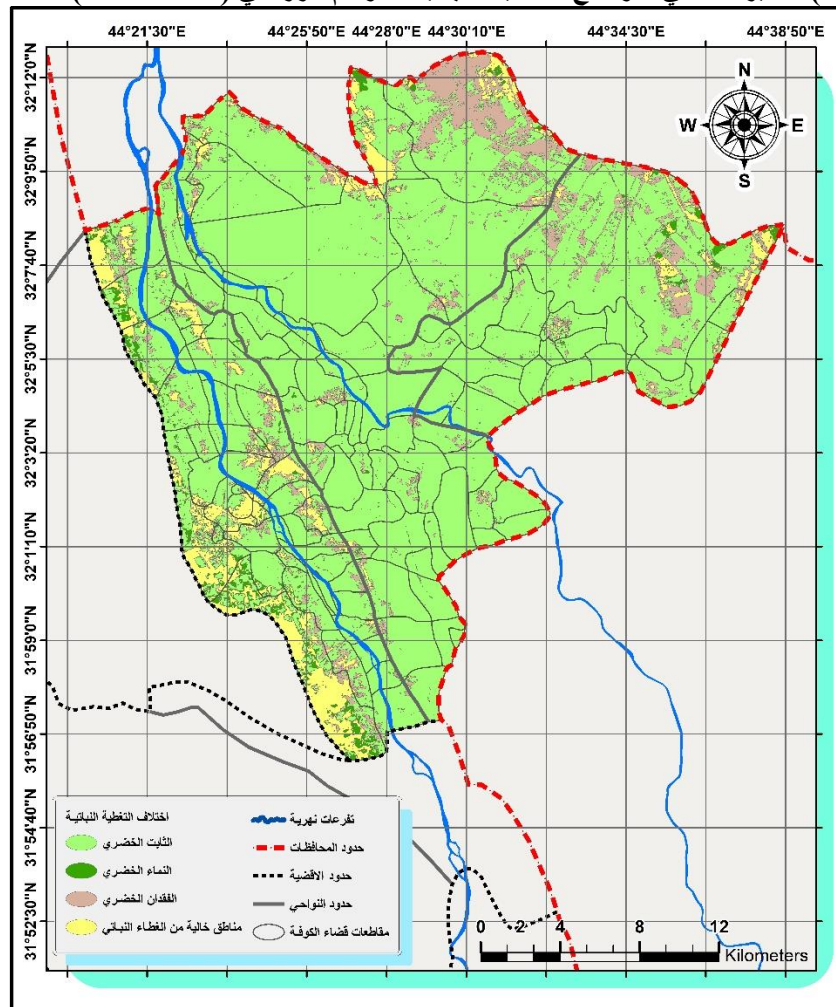 44°21'30"E 44°25'50"E 44°28'0"E 44°30'10"E 44°34'30"E 44°38'50"E
32°12'0"N
32°9'50"N
32°7'40"N
32°5'30"N
32°3'20"N
32°1'10"N
31°59'0"N
31°56'50"N
31°54'40"N
31°52'30"N
N
W E
S
اختلاف التغطية النباتية
الثابت الخضري
النماء الخضري
الفقدان الخضري
مناطق خالية من الغطاء النباتي
تفرعات نهرية
حدود المحافظات
حدود الاقضية
حدود النواحي
مقاطعات قضاء الكوفة
0 2 4 8 12
Kilometers